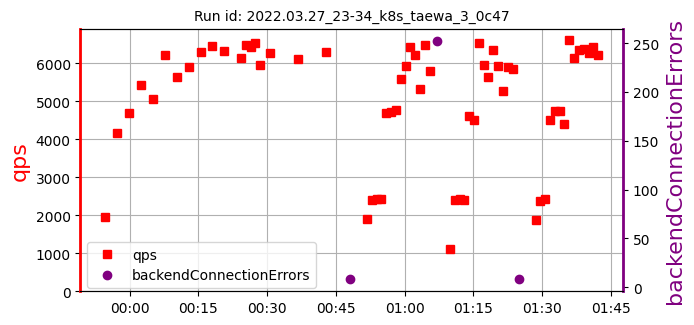 Run id: 2022.03.27_23-34_k8s_taewa_3_0c47
qps
6000
5000
4000
3000
2000
1000
0
250
200
150
100
50
0
backendConnectionErrors
qps
backendConnectionErrors
00:00 00:15 00:30 00:45 01:00 01:15 01:30 01:45